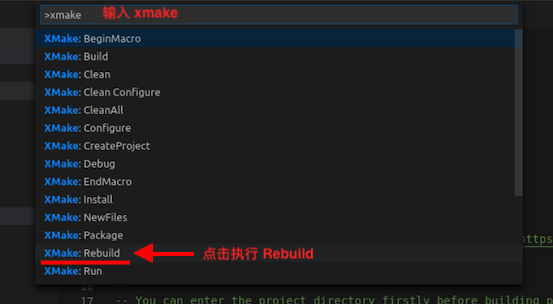 >xmake 输入 xmake
XMake: BeginMacro
XMake: Build
XMake: Clean
XMake: Clean Configure
XMake: CleanAll
XMake: Configure
XMake: CreateProject
XMake: Debug
XMake: EndMacro
XMake: Install
XMake: NewFiles
XMake: Package
https
XMake: Rebuild 点击执行 Rebuild
XMake: Run
17 -- You can enter the project directory firstly before building p